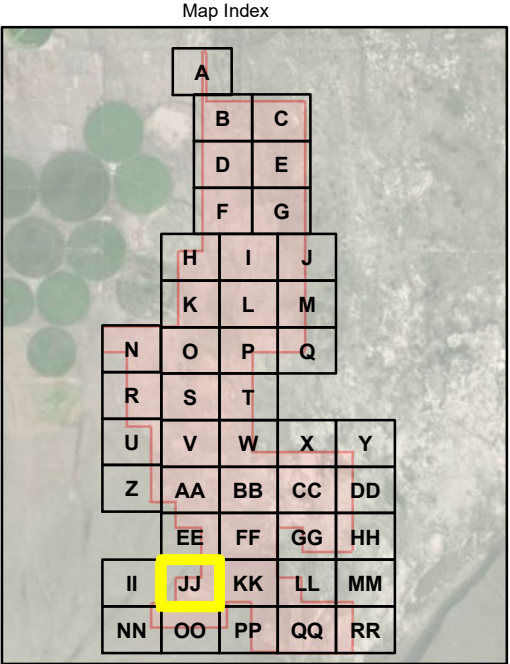 Map Index
A
B C
D E
F G
H I J
K L M
N O P Q
R S T
U V W X Y
Z AA BB CC DD
EE FF GG HH
II JJ KK LL MM
NN OO PP QQ RR